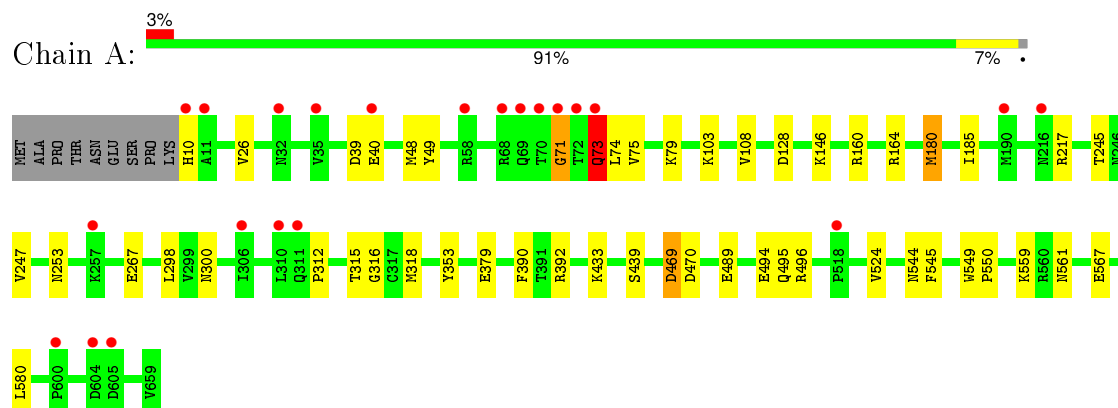 3%
Chain A:
91%
7%
•
MET ALA PRO THR ASN GLU SER PRO LYS H10 A11 V26 N32 V35 D39 E40 M48 Y49 R58 R68 Q69 T70 G71 T72 Q73 L74 V75 K79 K103 V108 D128 K146 R160 R164 M180 I185 M190 N216 R217 T245 N246
V247 N253 K257 E267 L298 V299 N300 I306 L310 Q311 P312 T315 G316 C317 M318 Y353 E379 F390 T391 R392 K433 S439 D469 D470 E489 E494 Q495 R496 P518 V524 N544 F545 W549 P550 K559 R560 N561 E567
L580 P600 D604 D605 V659